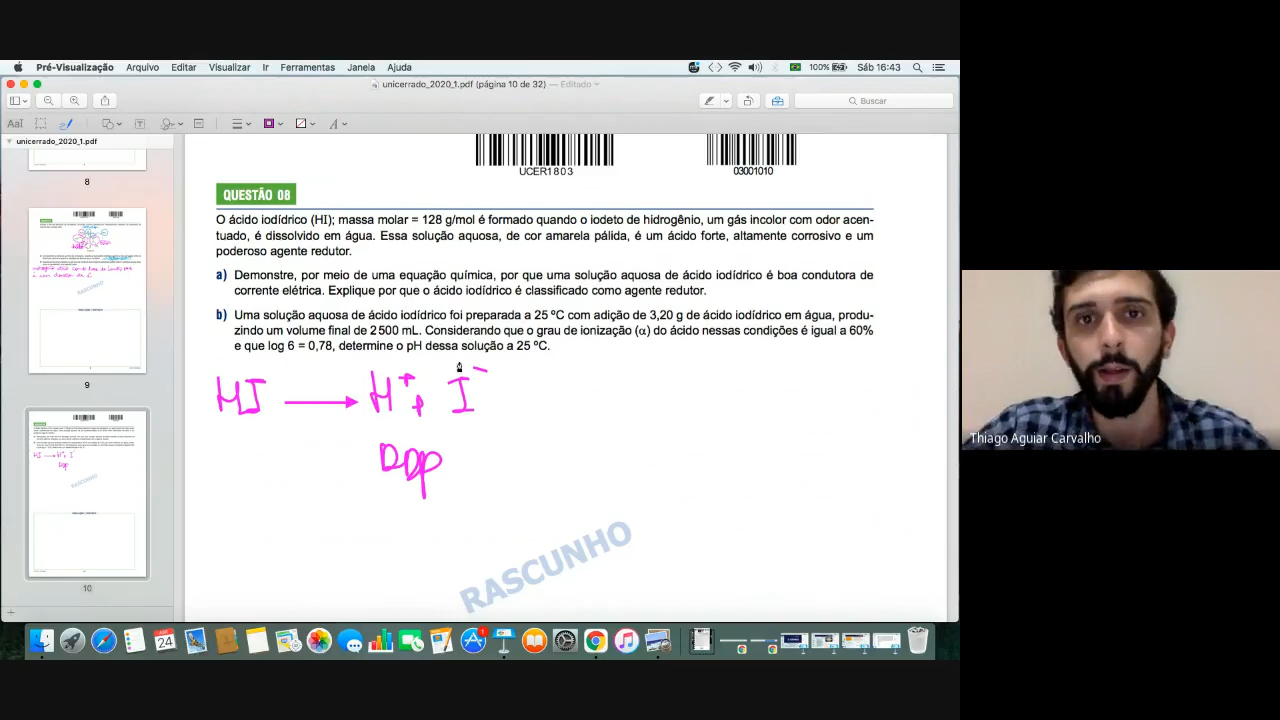 Pré-Visualização Arquivo Editar Visualizar Ir Ferramentas Janela Ajuda 100% Sáb 16:43
unicerrado_2020_1.pdf (página 10 de 32) — Editado
Buscar
unicerrado_2020_1.pdf
8
9
10
UCER1803 03001010
QUESTÃO 08
O ácido iodídrico (HI); massa molar = 128 g/mol é formado quando o iodeto de hidrogênio, um gás incolor com odor acen-
tuado, é dissolvido em água. Essa solução aquosa, de cor amarela pálida, é um ácido forte, altamente corrosivo e um
poderoso agente redutor.
a) Demonstre, por meio de uma equação química, por que uma solução aquosa de ácido iodídrico é boa condutora de
corrente elétrica. Explique por que o ácido iodídrico é classificado como agente redutor.
b) Uma solução aquosa de ácido iodídrico foi preparada a 25 ºC com adição de 3,20 g de ácido iodídrico em água, produ-
zindo um volume final de 2 500 mL. Considerando que o grau de ionização (α) do ácido nessas condições é igual a 60%
e que log 6 = 0,78, determine o pH dessa solução a 25 ºC.
HI → H⁺ + I⁻
DDP
RASCUNHO
Thiago Aguiar Carvalho
24